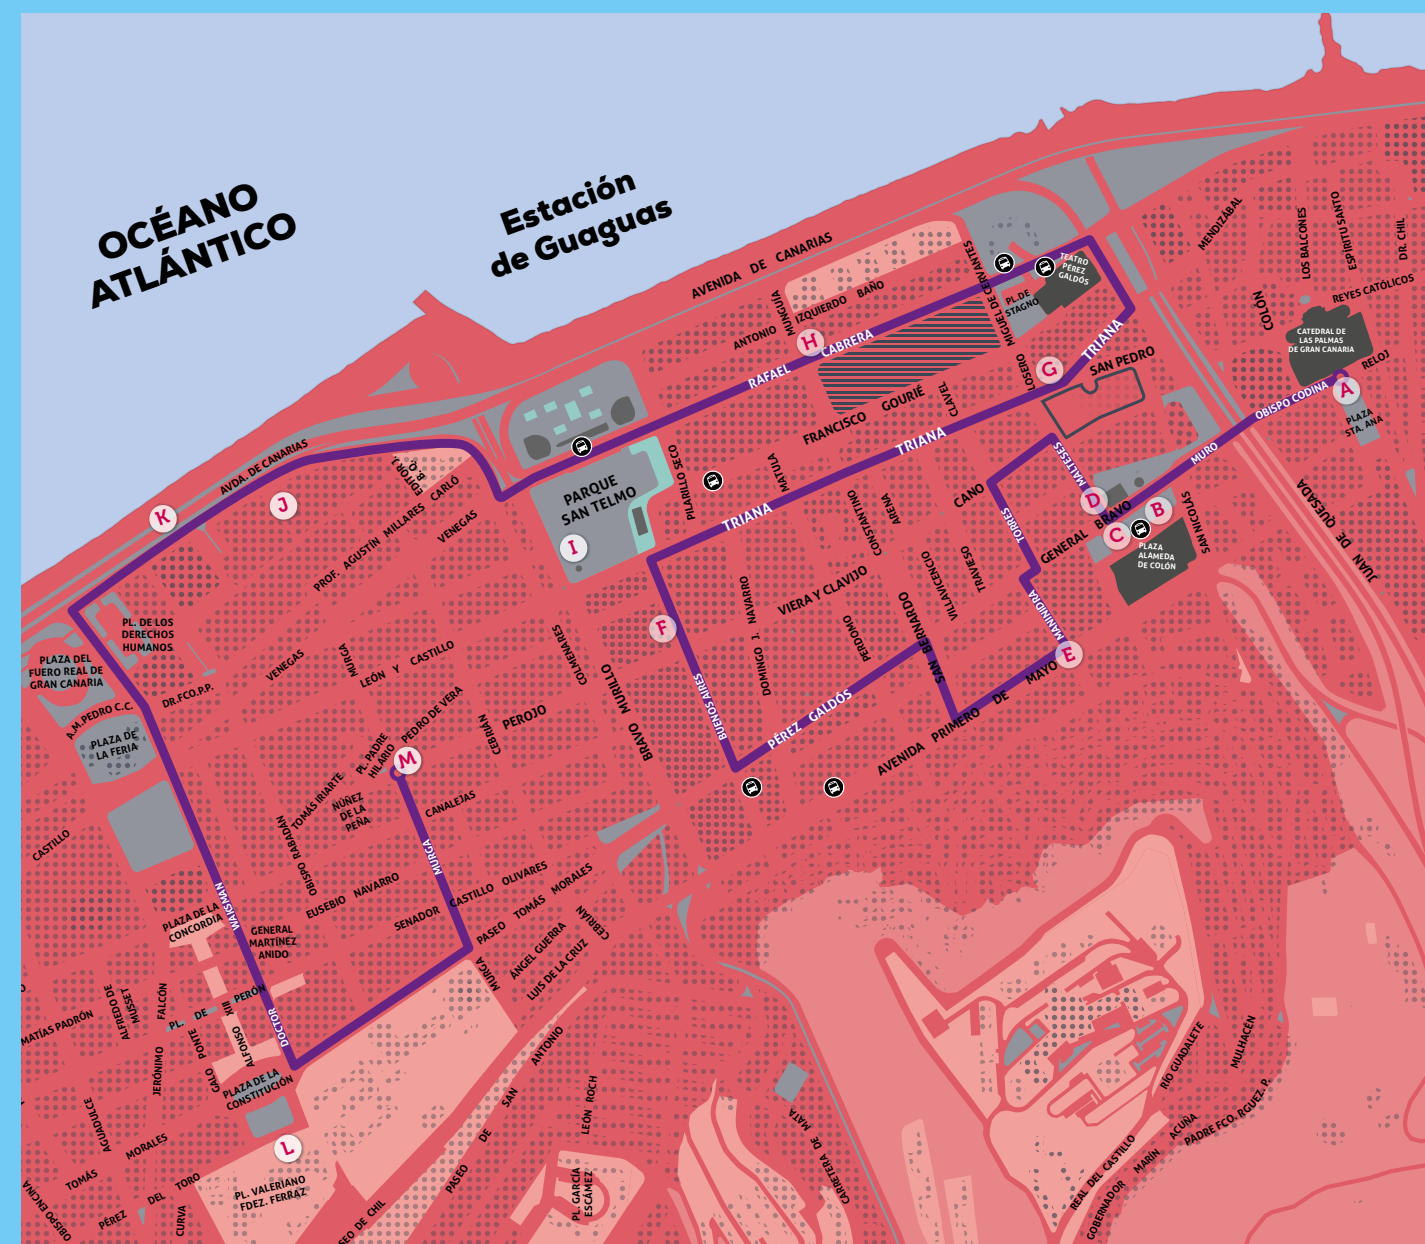 OCÉANO
ATLÁNTICO
Estación
de Guaguas
AVENIDA DE CANARIAS
MENDIZÁBAL
LOS BALCONES
ESPÍRITU SANTO
DR. CHIL
REYES CATÓLICOS
COLÓN
CATEDRAL DE
LAS PALMAS
DE GRAN CANARIA
RELOJ
A
OBISPO CODINA
PLAZA
STA. ANA
MURO
TEATRO
PEREZ
GALDÓS
PL.DE
STAGNO
MIGUEL DE CERVANTES
MUNGUÍA
IZQUIERDO BAÑO
ANTONIO
H
RAFAEL CABRERA
TRIANA
SAN PEDRO
G
LOSERO
CLAVEL
FRANCISCO GOURIÉ
TRIANA
MALTESES
D
B
C
GENERAL BRAVO
PLAZA
ALAMEDA
DE COLÓN
SAN NICOLÁS
JUAN DE QUESADA
CANO
TORRES
MANINIDRA
E
ARENA
CONSTANTINO
MATULA
PILARILLO SECO
TRIANA
PARQUE
SAN TELMO
I
F
AVDA. DE CANARIAS
K
J
EDITOR J.
Q. B.
CARLÓ
PROF. AGUSTÍN MILLARES
VENEGAS
PL. DE LOS
DERECHOS
HUMANOS
PLAZA DEL
FUERO REAL DE
GRAN CANARIA
A.M.PEDRO C.C.
DR.FCO.P.P.
PLAZA DE
LA FERIA
VENEGAS
MURGA
LEÓN Y CASTILLO
COLMENARES
BRAVO MURILLO
BUENOS AIRES
DOMINGO J. NAVARRO
VIERA Y CLAVIJO
PERDOMO
SAN BERNARDO
VILLAVICENCIO
TRAVIESO
PÉREZ GALDÓS
AVENIDA PRIMERO DE MAYO
PEROJO
CEBRIÁN
PEDRO DE VERA
PL. PADRE
HILARIO
M
TOMÁS IRIARTE
NÚÑEZ
DE LA
PEÑA
CANALEJAS
MURGA
OBISPO RABADÁN
EUSEBIO NAVARRO
SENADOR CASTILLO OLIVARES
PASEO TOMÁS MORALES
CEBRIÁN
ÁNGEL GUERRA
LUIS DE LA CRUZ
MURGA
CASTILLO
PLAZA DE LA
CONCORDIA
WAKSMAN
GENERAL
MARTÍNEZ
ANIDO
DOCTOR
PL. DE PERÓN
ALFONSO XIII
GALO PONTE
FALCÓN
JERÓNIMO
ALFREDO DE
MUSSET
MATÍAS PADRÓN
AGUADULCE
PLAZA DE LA
CONSTITUCIÓN
L
TOMÁS MORALES
PÉREZ DEL TORO
CURVA
OBISPO ENCINA
PL. VALERIANO
FDEZ. FERRAZ
SEO DE CHIL
PASEO DE SAN ANTONIO
LEÓN ROCH
PL. GARCÍA
ESCÁMEZ
CARRETERA DE MATA
RÍO GUADALETE
MULHACÉN
PADRE FCO. RGUEZ. P.
ACUÑA
REAL DEL CASTILLO
GOBERNADOR MARÍN